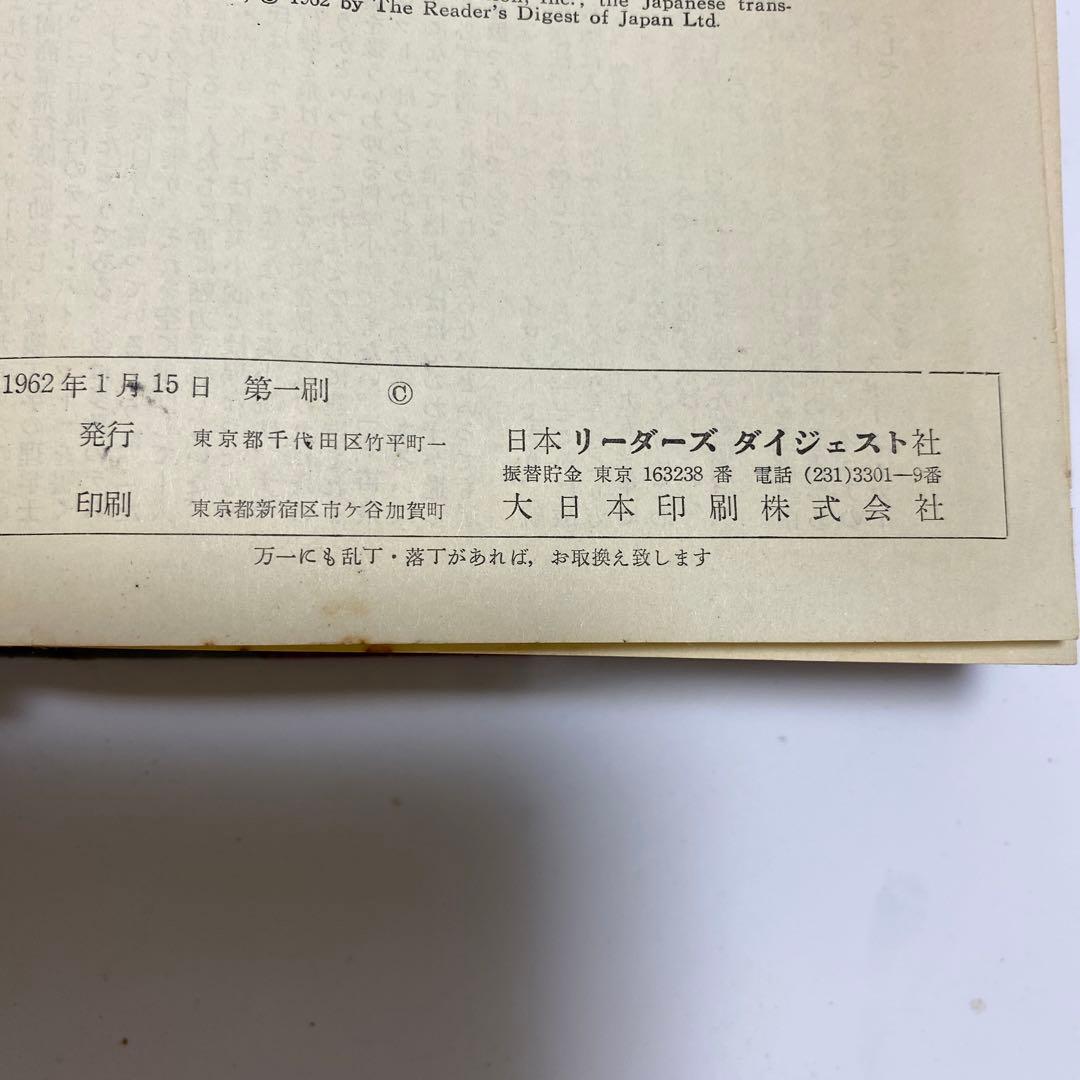 Inc., the Japanese trans-
© 1962 by The Reader's Digest of Japan Ltd.
1962年1月15日 第一刷 ©
発行 東京都千代田区竹平町一 日本 リーダーズ ダイジェスト社
振替貯金 東京 163238 番 電話 (231)3301—9番
印刷 東京都新宿区市ケ谷加賀町 大日本印刷株式会社
万一にも乱丁・落丁があれば，お取換え致します